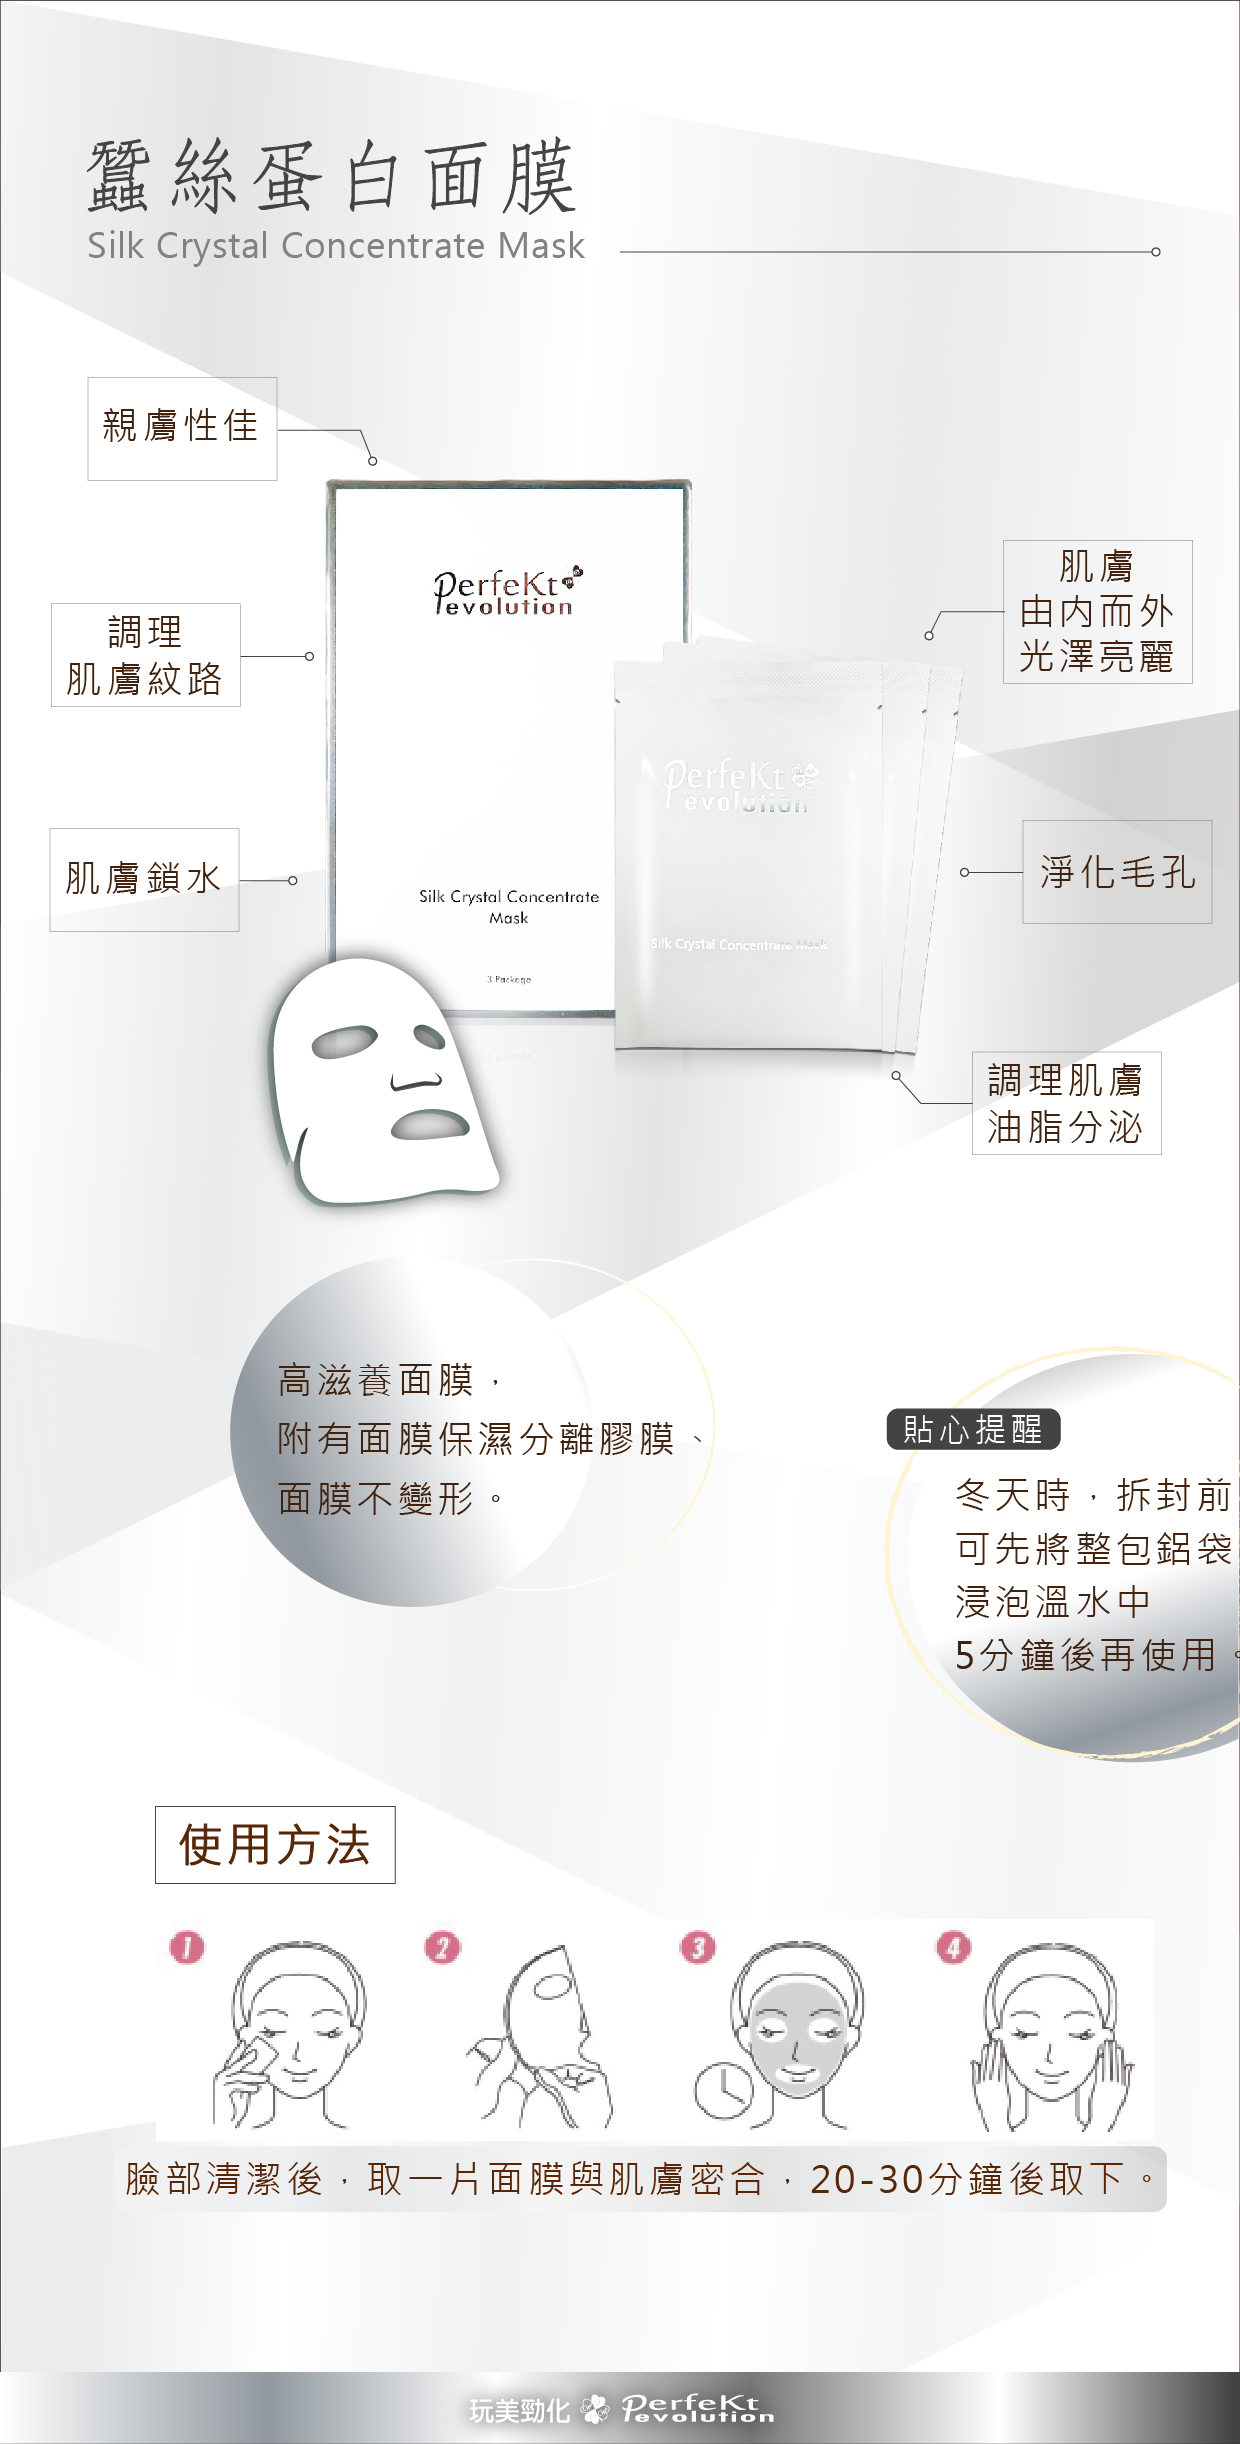 蠶絲蛋白面膜
Silk Crystal Concentrate Mask
親膚性佳
調理
肌膚紋路
肌膚鎖水
肌膚
由內而外
光澤亮麗
淨化毛孔
調理肌膚
油脂分泌
PerfeKt
revolution
Silk Crystal Concentrate
Mask
3 Package
PerfeKt
revolution
Silk Crystal Concentrate Mask
高滋養面膜，
附有面膜保濕分離膠膜、
面膜不變形。
貼心提醒
冬天時，拆封前
可先將整包鋁袋
浸泡溫水中
5分鐘後再使用。
使用方法
1
2
3
4
臉部清潔後，取一片面膜與肌膚密合，20-30分鐘後取下。
玩美勁化 PerfeKt
revolution